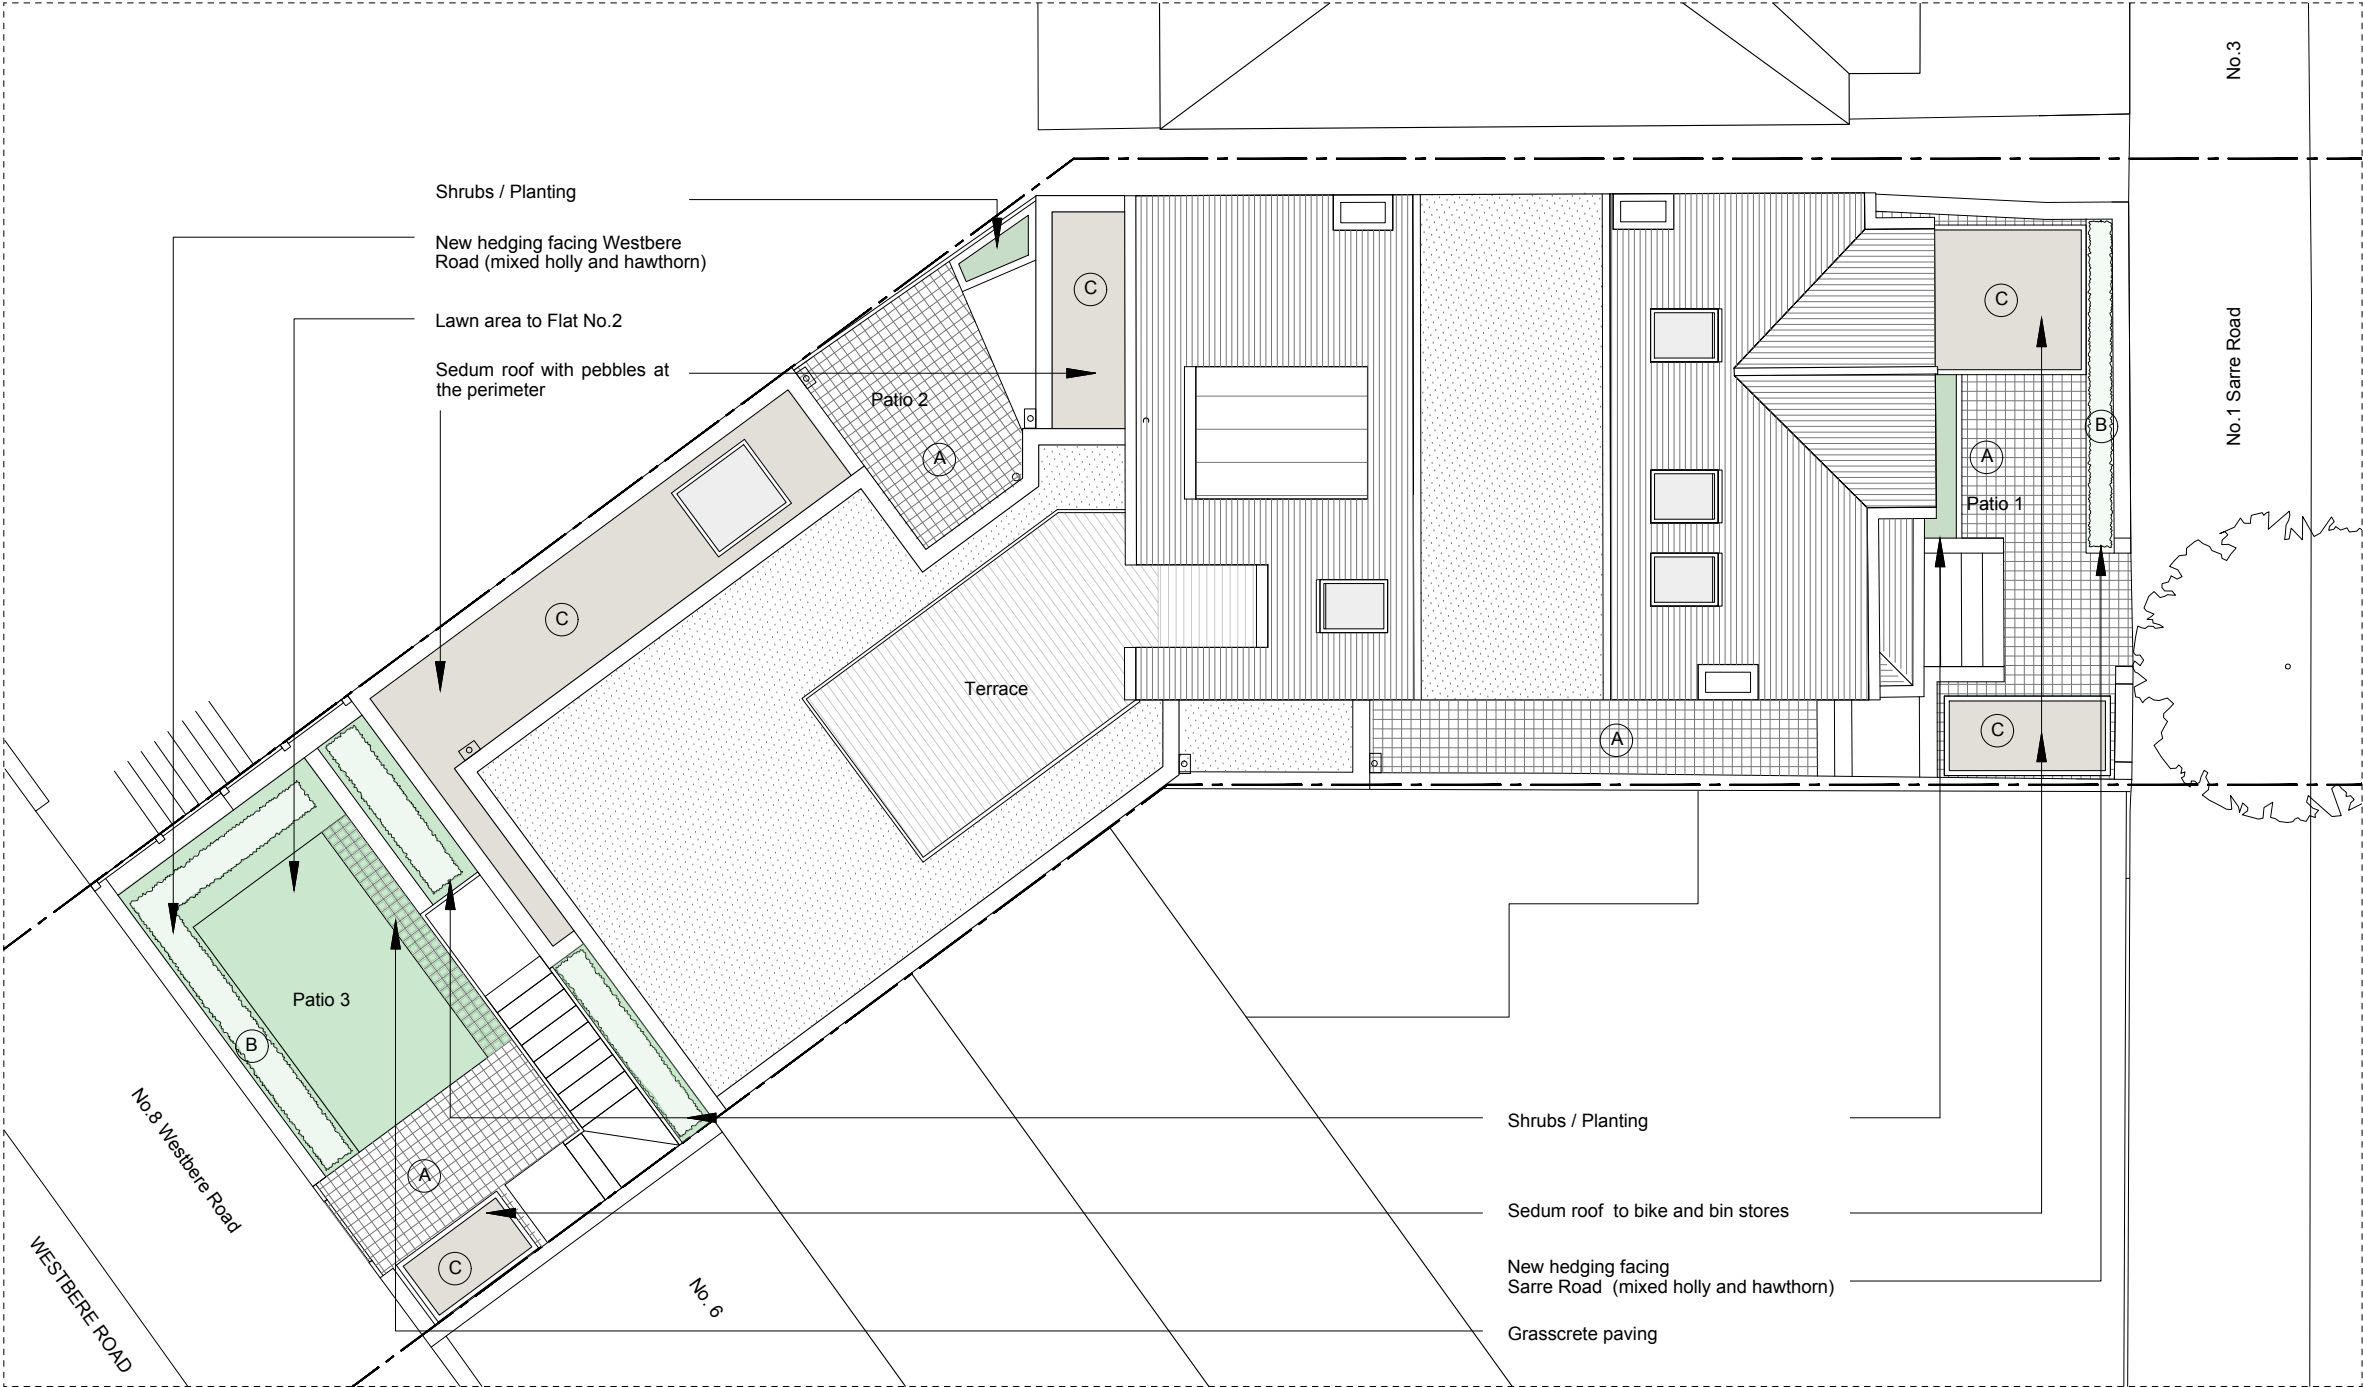 No.3
Shrubs / Planting
New hedging facing Westbere
Road (mixed holly and hawthorn)
Lawn area to Flat No.2
Sedum roof with pebbles at
the perimeter
C
C
No.1 Sarre Road
Patio 2
A
B
A
Patio 1
C
Terrace
C
A
Patio 3
B
No.8 Westbere Road
A
C
WESTBERE ROAD
No. 6
Shrubs / Planting
Sedum roof to bike and bin stores
New hedging facing
Sarre Road (mixed holly and hawthorn)
Grasscrete paving